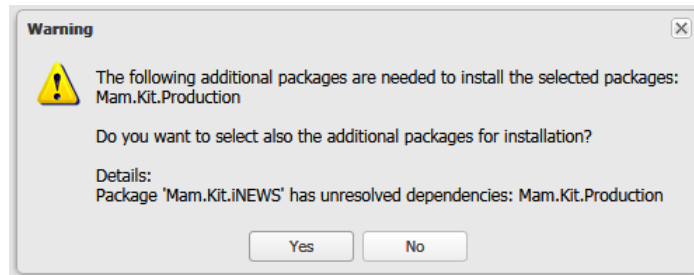 Warning
The following additional packages are needed to install the selected packages:
Mam.Kit.Production
Do you want to select also the additional packages for installation?
Details:
Package 'Mam.Kit.iNEWS' has unresolved dependencies: Mam.Kit.Production
Yes No